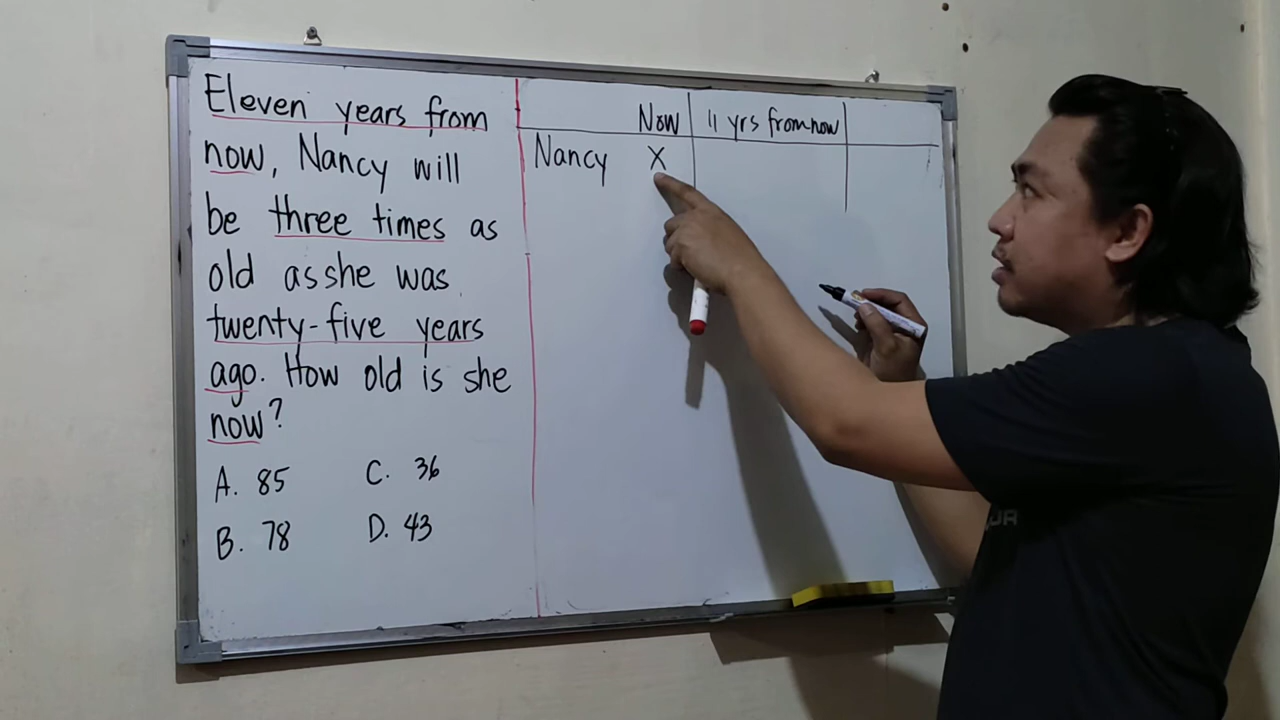 Eleven years from
now, Nancy will
be three times as
old as she was
twenty-five years
ago. How old is she
now?
A. 85 C. 36
B. 78 D. 43
Now 11 yrs from now
Nancy X